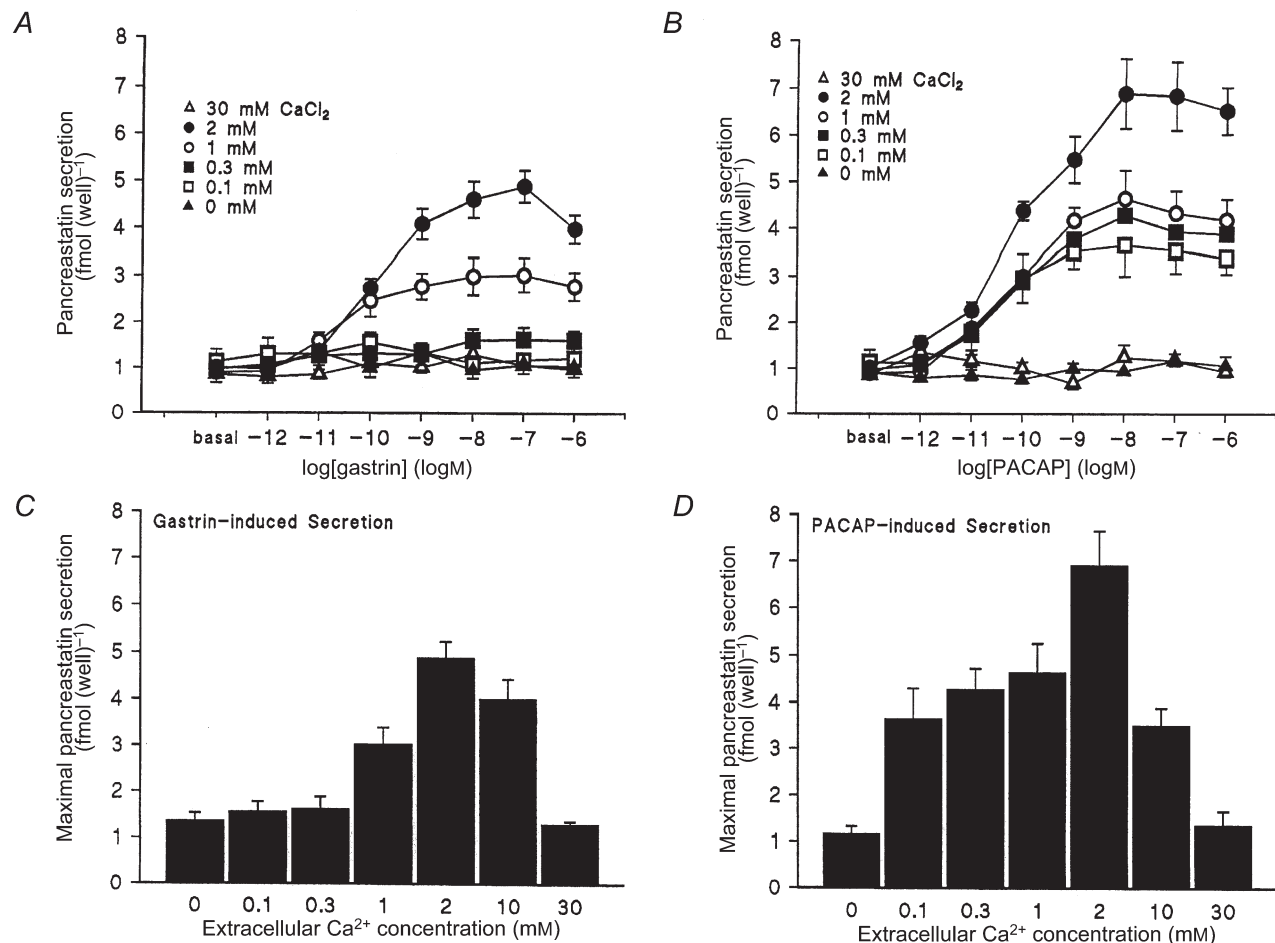 A
8
7
6
5
4
3
2
1
0
Pancreastatin secretion
(fmol (well)⁻¹)
30 mM CaCl₂
2 mM
1 mM
0.3 mM
0.1 mM
0 mM
basal −12 −11 −10 −9 −8 −7 −6
log[gastrin] (logM)
B
8
7
6
5
4
3
2
1
0
Pancreastatin secretion
(fmol (well)⁻¹)
30 mM CaCl₂
2 mM
1 mM
0.3 mM
0.1 mM
0 mM
basal −12 −11 −10 −9 −8 −7 −6
log[PACAP] (logM)
C
Gastrin−induced Secretion
8
7
6
5
4
3
2
1
0
Maximal pancreastatin secretion
(fmol (well)⁻¹)
0 0.1 0.3 1 2 10 30
Extracellular Ca²⁺ concentration (mM)
D
PACAP−induced Secretion
8
7
6
5
4
3
2
1
0
Maximal pancreastatin secretion
(fmol (well)⁻¹)
0 0.1 0.3 1 2 10 30
Extracellular Ca²⁺ concentration (mM)